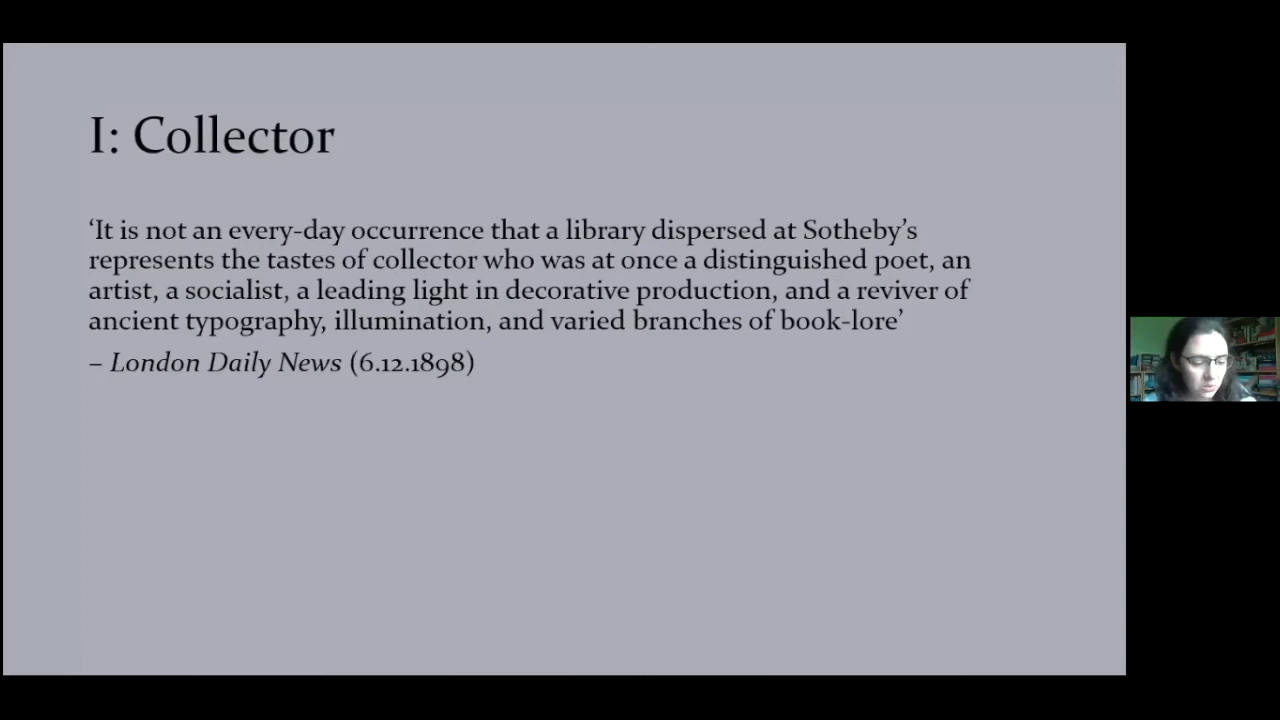 I: Collector
‘It is not an every-day occurrence that a library dispersed at Sotheby’s
represents the tastes of collector who was at once a distinguished poet, an
artist, a socialist, a leading light in decorative production, and a reviver of
ancient typography, illumination, and varied branches of book-lore’
– London Daily News (6.12.1898)